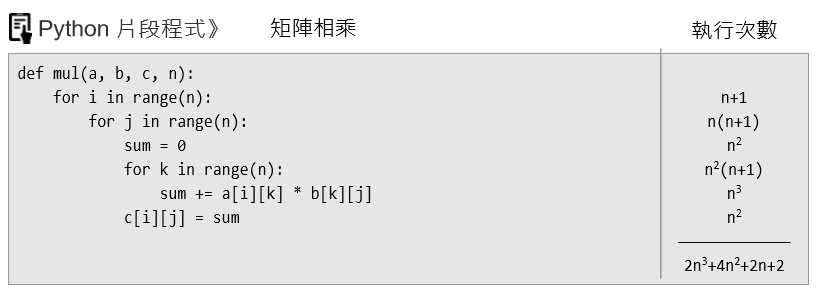 Python 片段程式》 矩陣相乘 執行次數
def mul(a, b, c, n):
for i in range(n): n+1
for j in range(n): n(n+1)
sum = 0 n²
for k in range(n): n²(n+1)
sum += a[i][k] * b[k][j] n³
c[i][j] = sum n²
2n³+4n²+2n+2